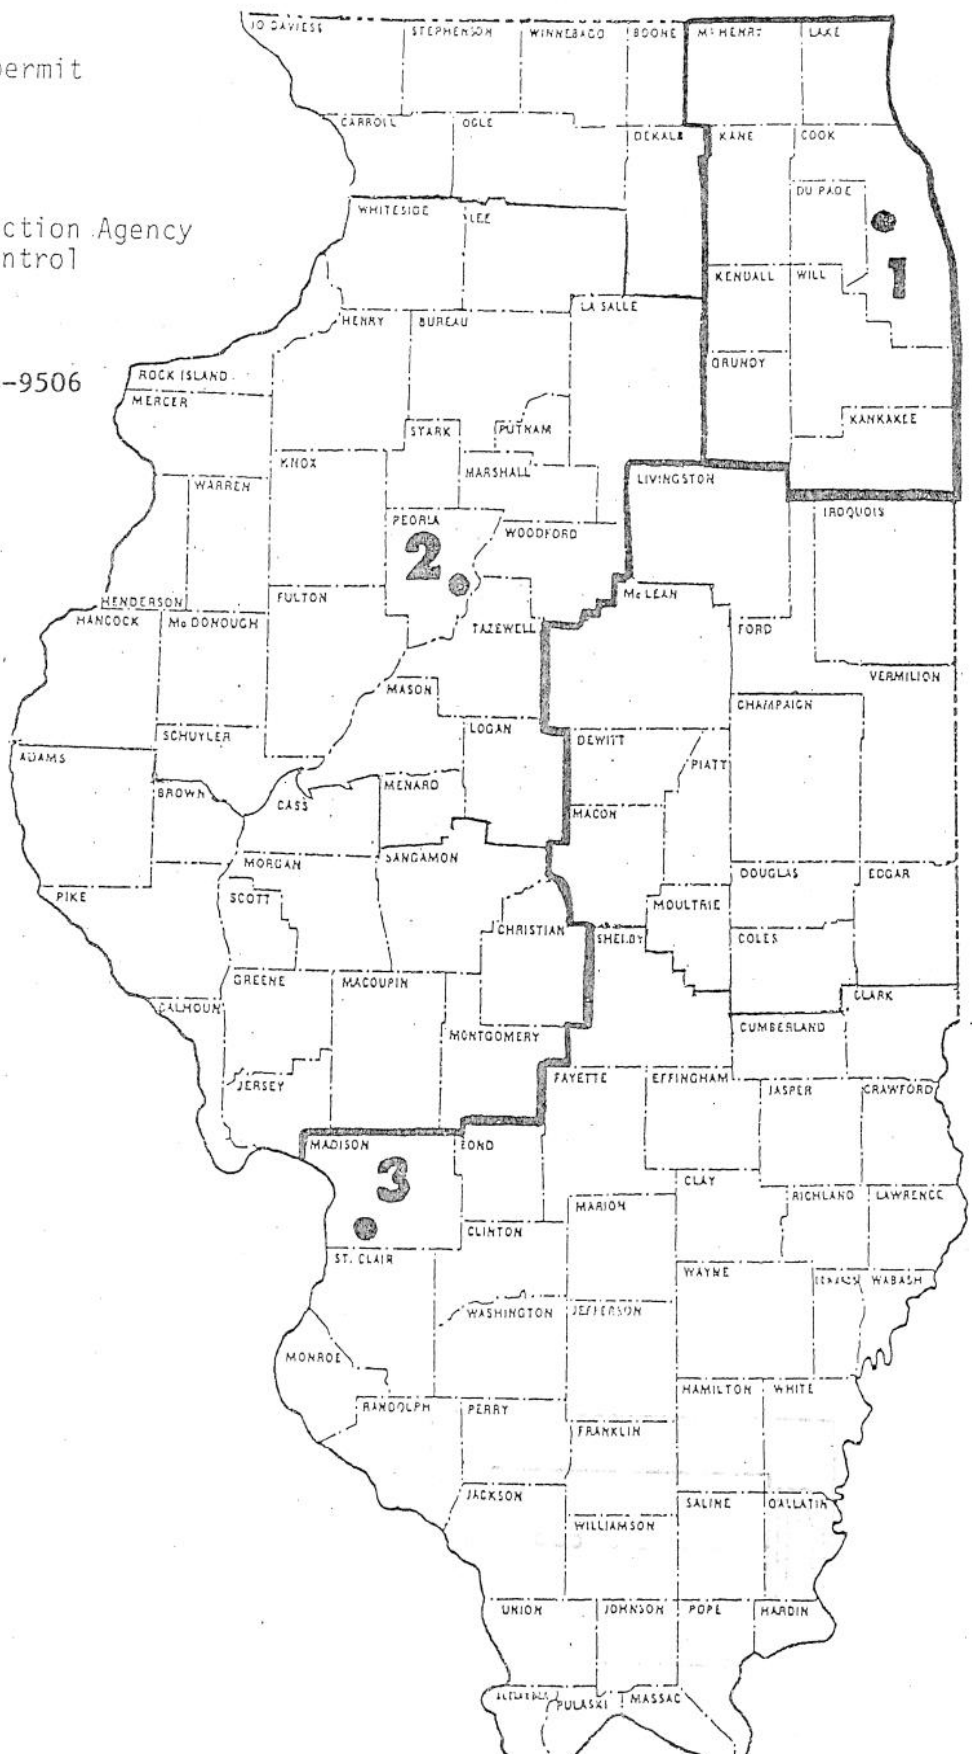 JO DAVIESS
STEPHENSON
WINNEBAGO
BOONE
McHENRY
LAKE
permit
CARROLL
OGLE
DEKALB
KANE
COOK
DU PAGE
WHITESIDE
LEE
ction Agency
ntrol
1
KENDALL
WILL
LA SALLE
HENRY
BUREAU
GRUNDY
ROCK ISLAND
-9506
MERCER
KANKAKEE
STARK
PUTNAM
KNOX
MARSHALL
LIVINGSTON
WARREN
IROQUOIS
PEORIA
WOODFORD
2
McLEAN
HENDERSON
FULTON
HANCOCK
McDONOUGH
TAZEWELL
FORD
VERMILION
MASON
CHAMPAIGN
LOGAN
DEWITT
SCHUYLER
ADAMS
PIATT
BROWN
CASS
MENARD
MACON
MORGAN
SANGAMON
DOUGLAS
EDGAR
PIKE
SCOTT
MOULTRIE
CHRISTIAN
SHELBY
COLES
GREENE
MACOUPIN
CLARK
CALHOUN
CUMBERLAND
MONTGOMERY
JERSEY
FAYETTE
EFFINGHAM
JASPER
CRAWFORD
MADISON
BOND
3
CLAY
RICHLAND
LAWRENCE
MARION
CLINTON
ST. CLAIR
WAYNE
EDWARDS
WABASH
WASHINGTON
JEFFERSON
MONROE
HAMILTON
WHITE
RANDOLPH
PERRY
FRANKLIN
JACKSON
SALINE
GALLATIN
WILLIAMSON
UNION
JOHNSON
POPE
HARDIN
PULASKI
MASSAC